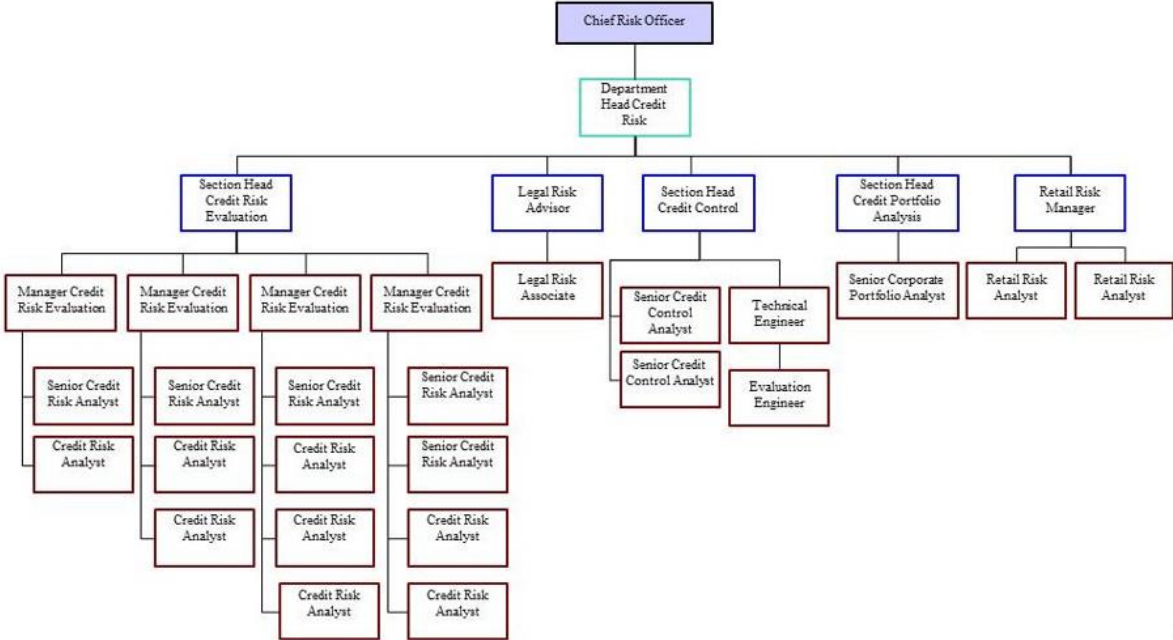 Chief Risk Officer
Department
Head Credit
Risk
Section Head
Credit Risk
Evaluation
Legal Risk
Advisor
Section Head
Credit Control
Section Head
Credit Portfolio
Analysis
Retail Risk
Manager
Manager Credit
Risk Evaluation
Manager Credit
Risk Evaluation
Manager Credit
Risk Evaluation
Manager Credit
Risk Evaluation
Legal Risk
Associate
Senior Credit
Control
Analyst
Technical
Engineer
Senior Corporate
Portfolio Analyst
Retail Risk
Analyst
Retail Risk
Analyst
Senior Credit
Control Analyst
Evaluation
Engineer
Senior Credit
Risk Analyst
Senior Credit
Risk Analyst
Senior Credit
Risk Analyst
Senior Credit
Risk Analyst
Credit Risk
Analyst
Credit Risk
Analyst
Credit Risk
Analyst
Senior Credit
Risk Analyst
Credit Risk
Analyst
Credit Risk
Analyst
Credit Risk
Analyst
Credit Risk
Analyst
Credit Risk
Analyst